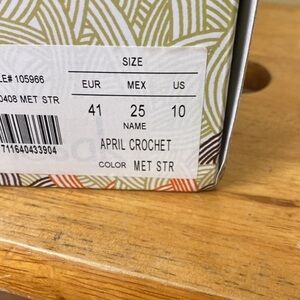 SIZE
LE# 105966
EUR MEX US
0408 MET STR
41 25 10
NAME
APRIL CROCHET
711640433904
COLOR MET STR